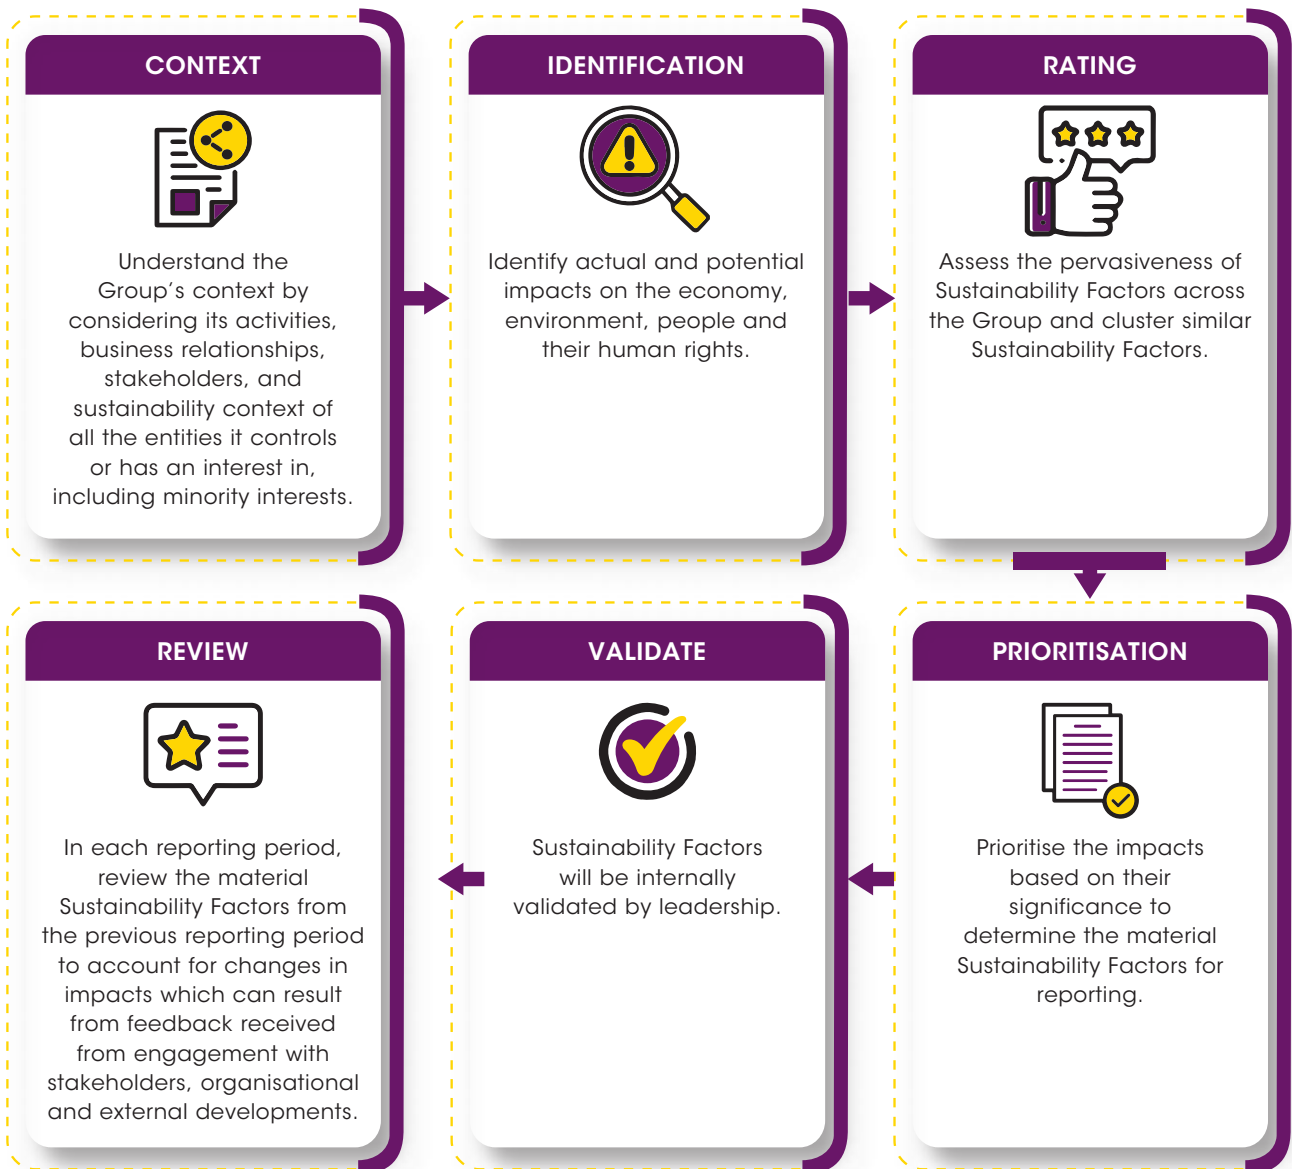 CONTEXT
Understand the
Group's context by
considering its activities,
business relationships,
stakeholders, and
sustainability context of
all the entities it controls
or has an interest in,
including minority interests.
IDENTIFICATION
Identify actual and potential
impacts on the economy,
environment, people and
their human rights.
RATING
Assess the pervasiveness of
Sustainability Factors across
the Group and cluster similar
Sustainability Factors.
PRIORITISATION
Prioritise the impacts
based on their
significance to
determine the material
Sustainability Factors for
reporting.
VALIDATE
Sustainability Factors
will be internally
validated by leadership.
REVIEW
In each reporting period,
review the material
Sustainability Factors from
the previous reporting period
to account for changes in
impacts which can result
from feedback received
from engagement with
stakeholders, organisational
and external developments.